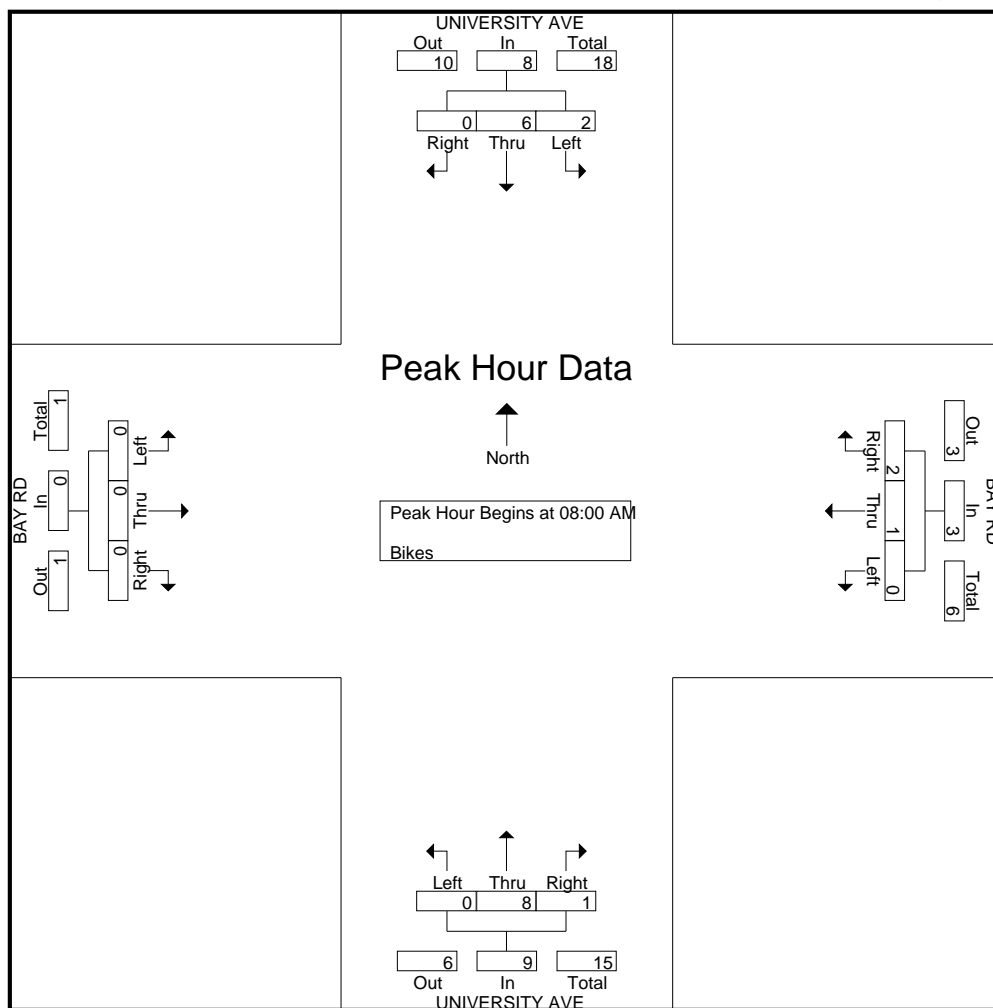 UNIVERSITY AVE
Out In Total
10 8 18
0 6 2
Right Thru Left
Peak Hour Data
North
Peak Hour Begins at 08:00 AM
Bikes
BAY RD
Out In Total
1 0 1
Right Thru Left
0 0 0
BAY RD
Out In Total
3 3 6
Right Thru Left
2 1 0
Left Thru Right
0 8 1
6 9 15
Out In Total
UNIVERSITY AVE